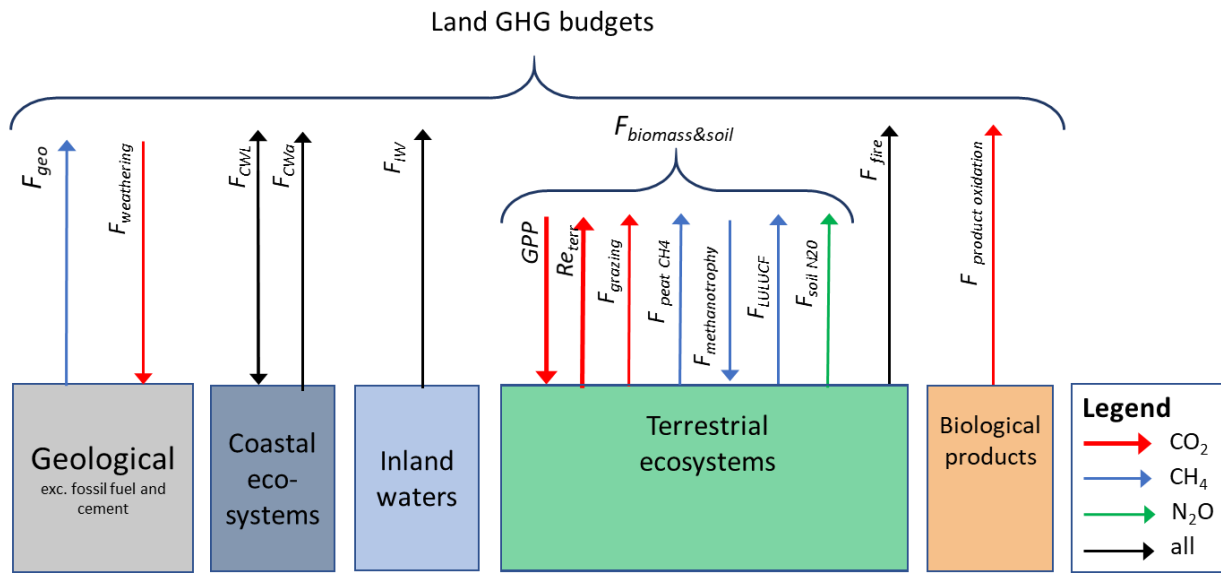 Land GHG budgets
F_geo
F_weathering
F_CWL
F_CWa
F_IW
F_biomass&soil
GPP
Re_terr
F_grazing
F_peat CH4
F_methanotrophy
F_LULUCF
F_soil N20
F_fire
F_product oxidation
Geological
exc. fossil fuel and
cement
Coastal
eco-
systems
Inland
waters
Terrestrial
ecosystems
Biological
products
Legend
CO₂
CH₄
N₂O
all